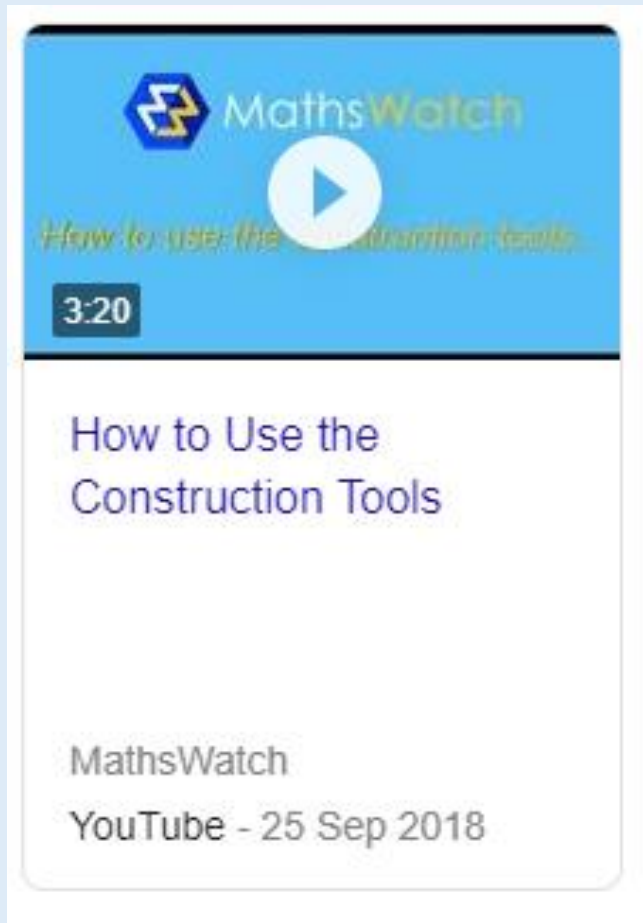 MathsWatch
How to use the construction tools...
3:20
How to Use the
Construction Tools
MathsWatch
YouTube - 25 Sep 2018